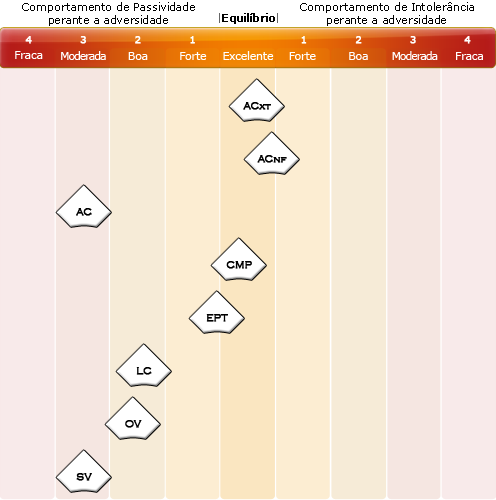 Comportamento de Passividade
perante a adversidade
|Equilíbrio|
Comportamento de Intolerância
perante a adversidade
4 3 2 1 1 2 3 4
Fraca Moderada Boa Forte Excelente Forte Boa Moderada Fraca
ACXT
ACNF
AC
CMP
EPT
LC
OV
SV